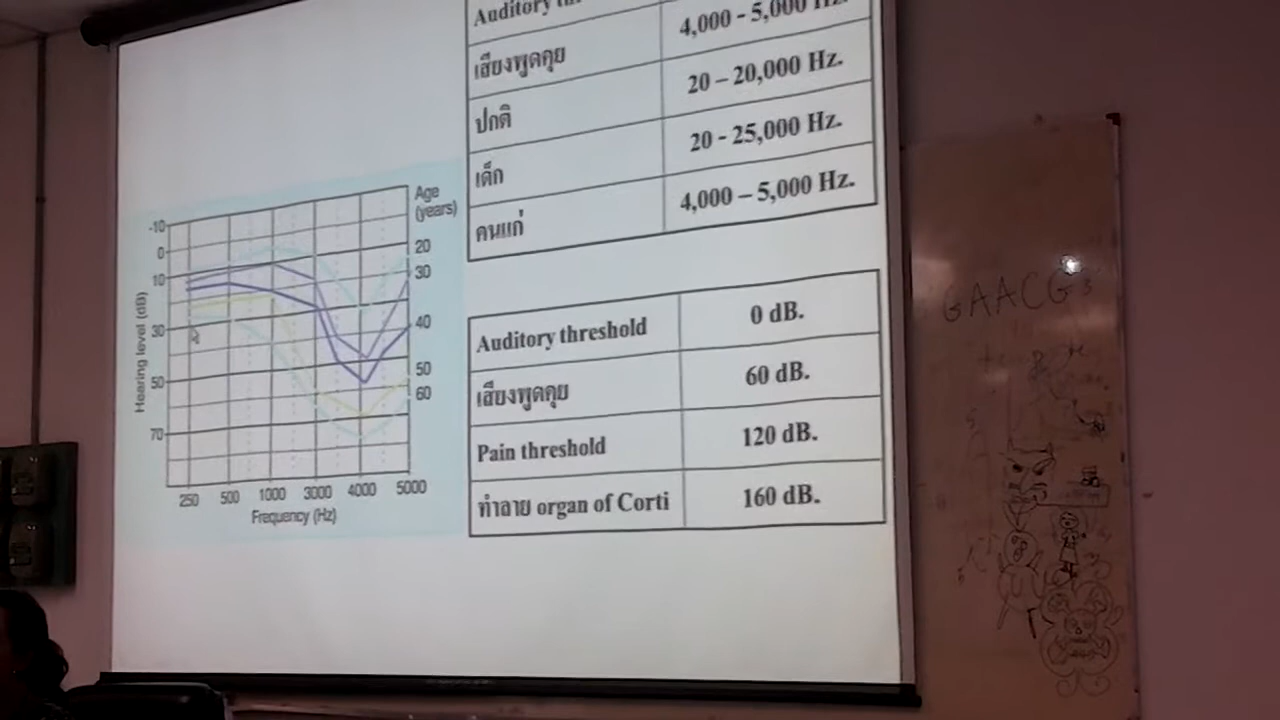 Auditory
4,000 - 5,000 Hz.
เสียงพูดคุย
20 – 20,000 Hz.
ปกติ
20 - 25,000 Hz.
เด็ก
4,000 – 5,000 Hz.
คนแก่
Age
(years)
20
30
40
50
60
-10
0
10
30
50
70
Hearing level (dB)
250 500 1000 3000 4000 5000
Frequency (Hz)
Auditory threshold 0 dB.
เสียงพูดคุย 60 dB.
Pain threshold 120 dB.
ทำลาย organ of Corti 160 dB.
GAACG